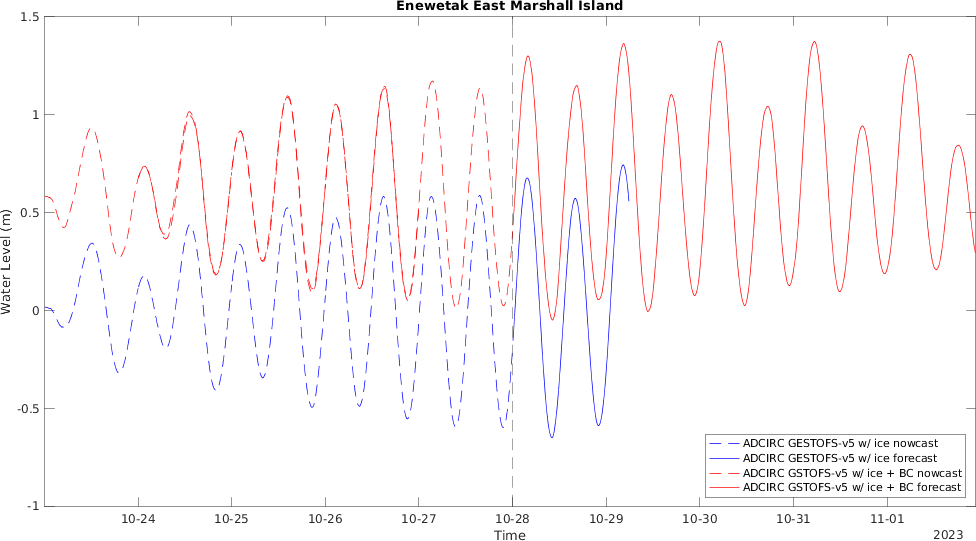 Enewetak East Marshall Island
1.5
1
0.5
0
-0.5
-1
Water Level (m)
ADCIRC GESTOFS-v5 w/ ice nowcast
ADCIRC GESTOFS-v5 w/ ice forecast
ADCIRC GSTOFS-v5 w/ ice + BC nowcast
ADCIRC GSTOFS-v5 w/ ice + BC forecast
10-24 10-25 10-26 10-27 10-28 10-29 10-30 10-31 11-01
Time
2023